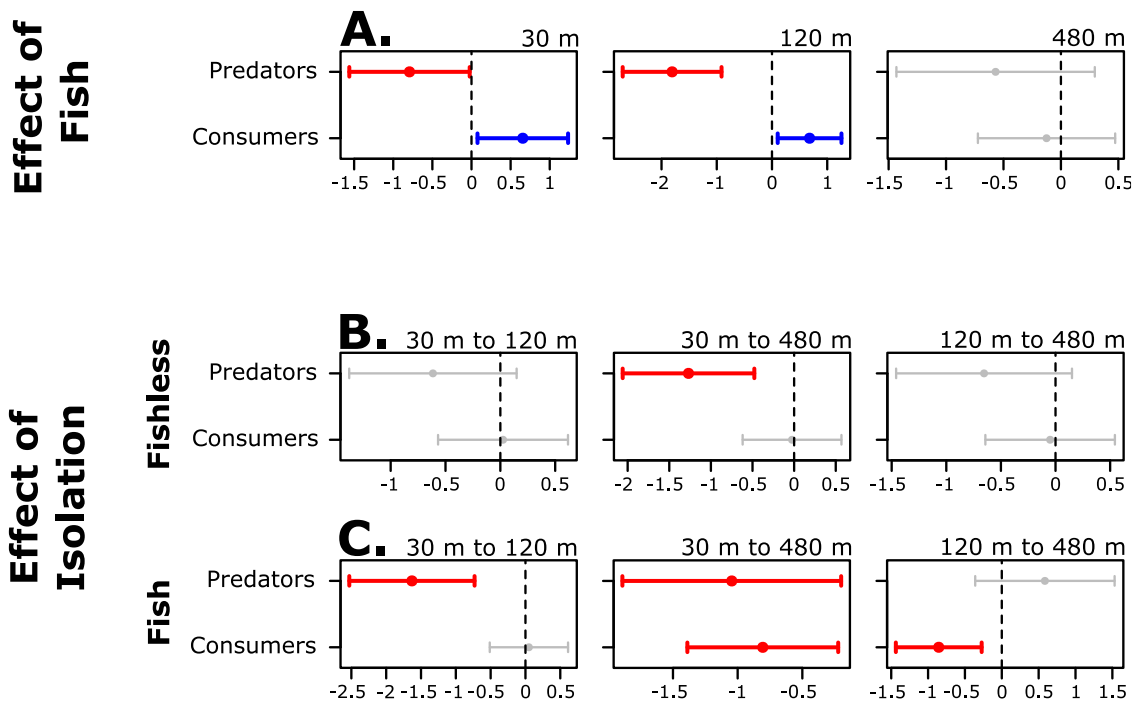 Effect of
Fish
A.
30 m
120 m
480 m
Predators
Consumers
-1.5 -1 -0.5 0 0.5 1
-2 -1 0 1
-1.5 -1 -0.5 0 0.5
Effect of
Isolation
Fishless
B.
30 m to 120 m
30 m to 480 m
120 m to 480 m
Predators
Consumers
-1 -0.5 0 0.5
-2 -1.5 -1 -0.5 0 0.5
-1.5 -1 -0.5 0 0.5
Fish
C.
30 m to 120 m
30 m to 480 m
120 m to 480 m
Predators
Consumers
-2.5 -2 -1.5 -1 -0.5 0 0.5
-1.5 -1 -0.5
-1.5 -1 -0.5 0 0.5 1 1.5